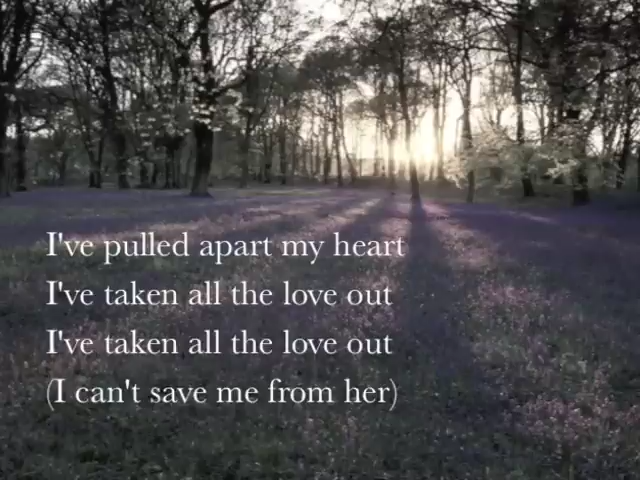 I've pulled apart my heart
I've taken all the love out
I've taken all the love out
(I can't save me from her)